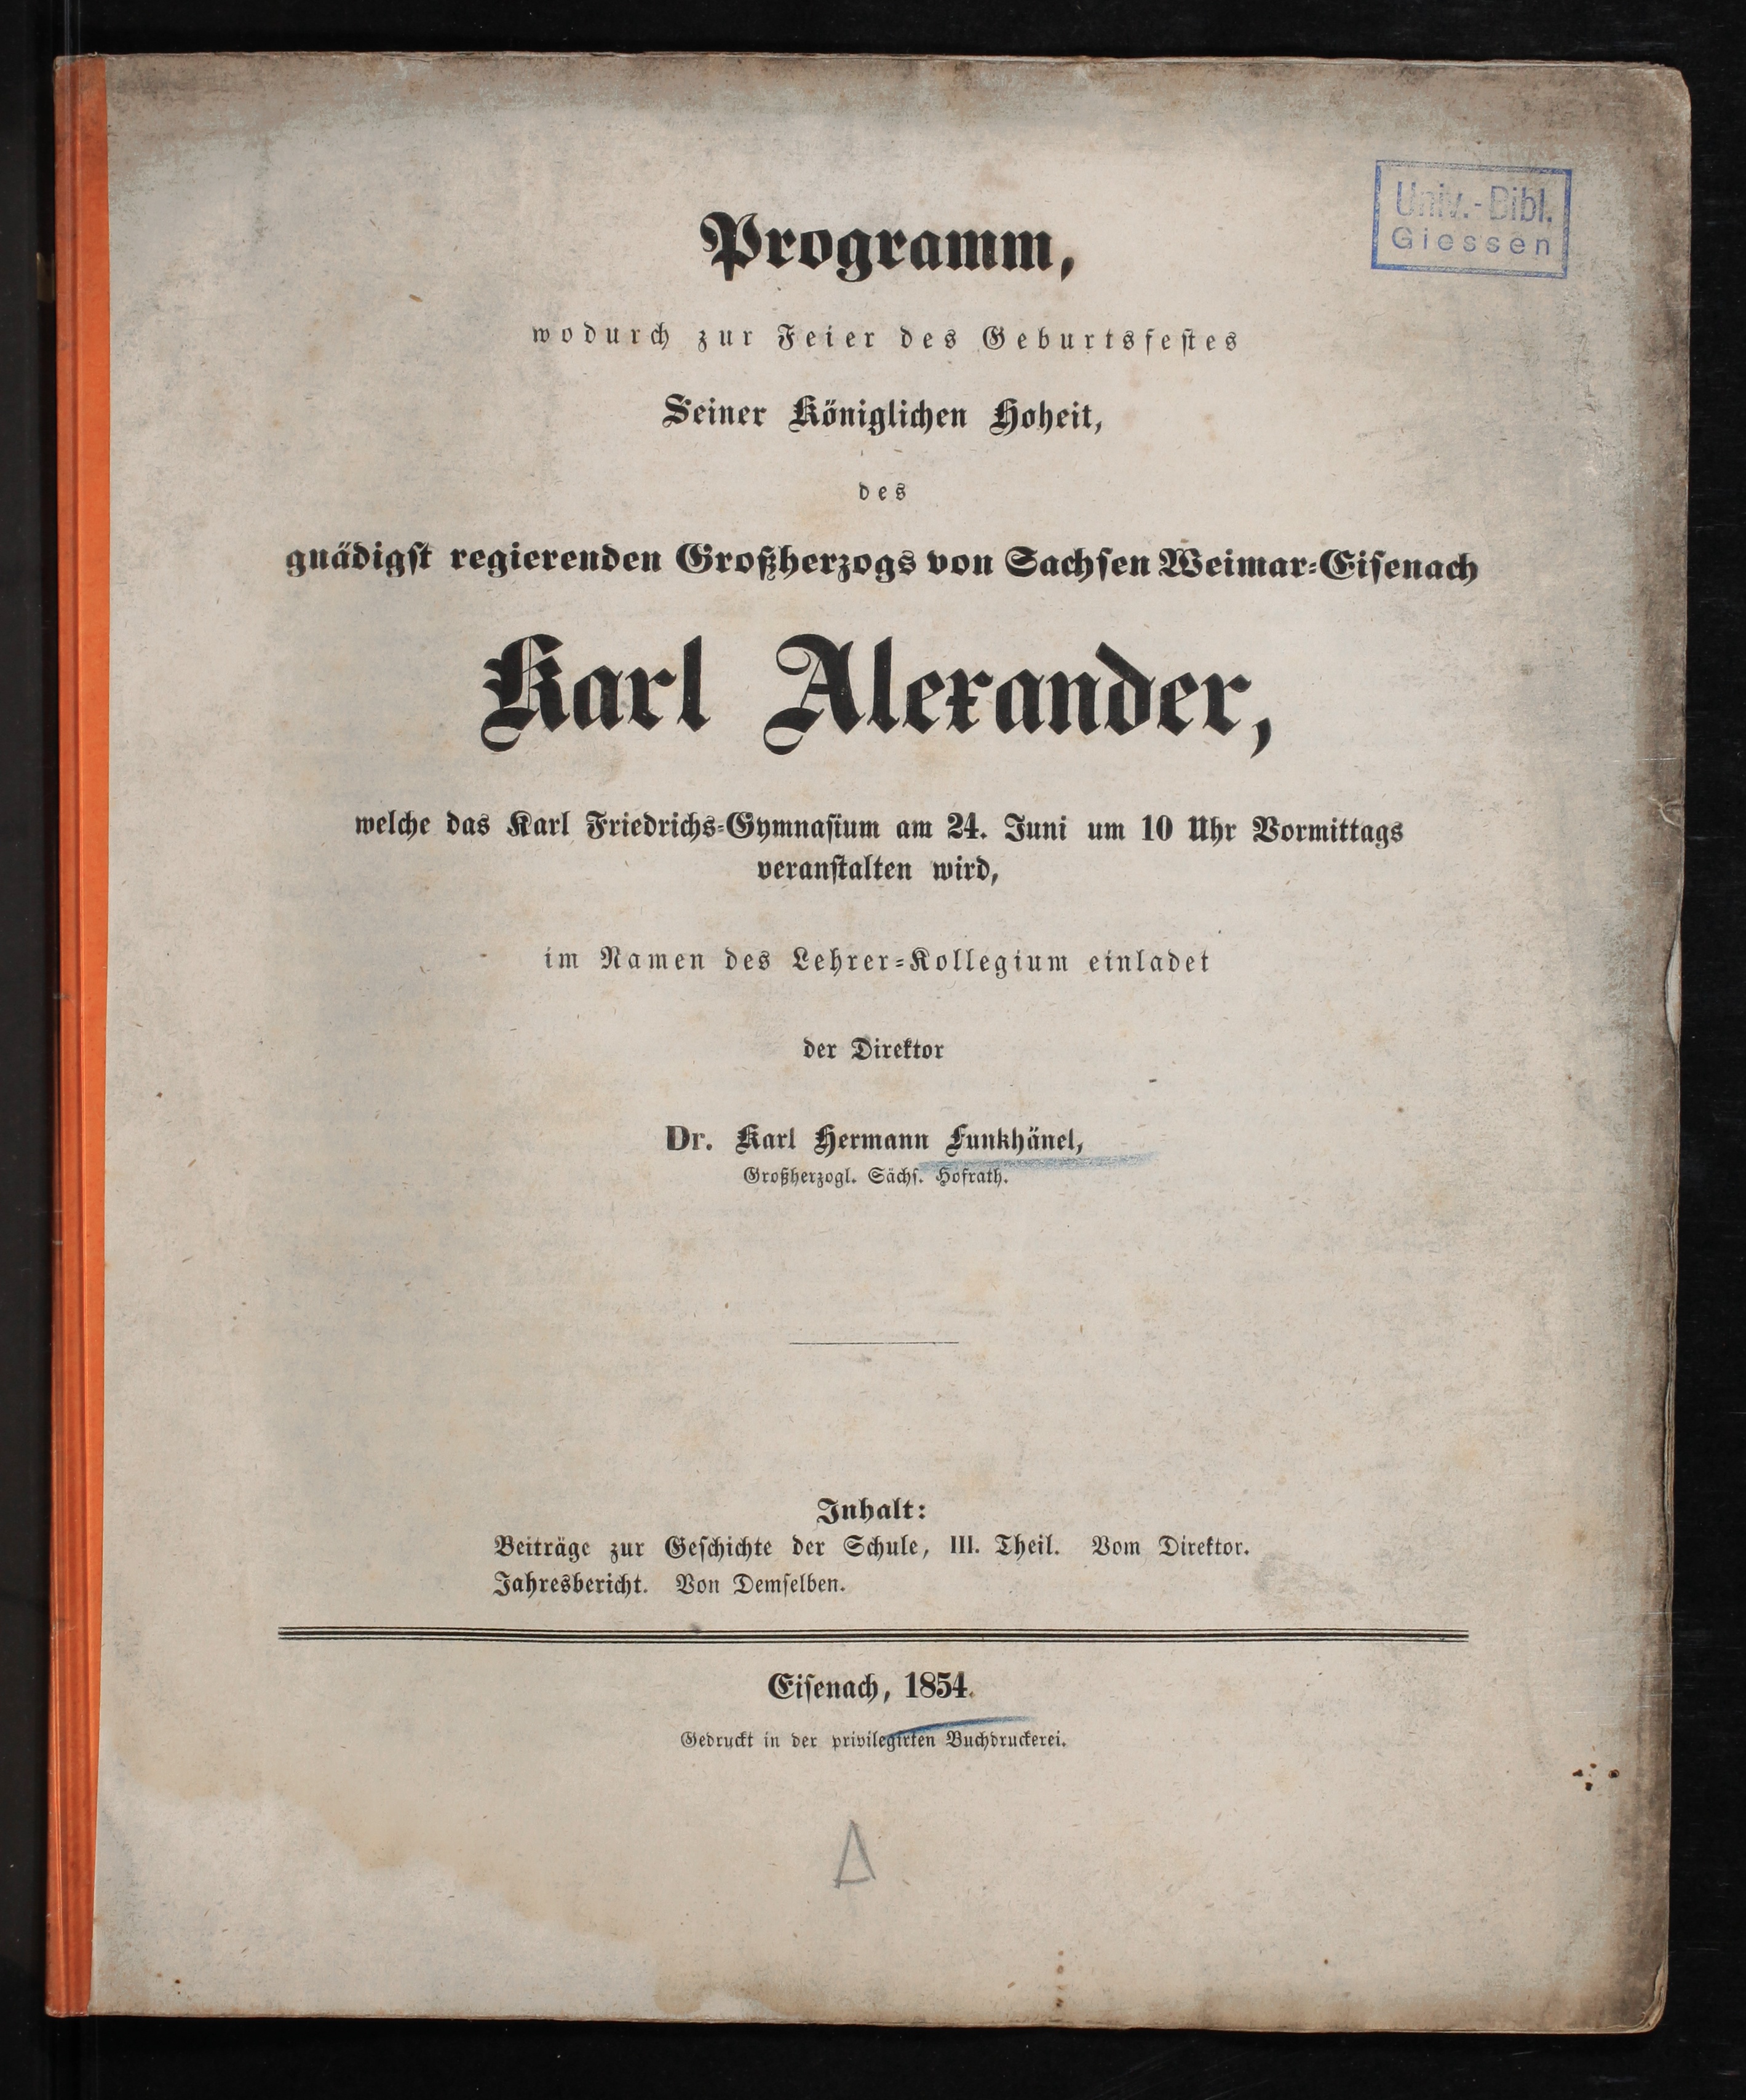 Univ.-Bibl.
Giessen
Programm,
wodurch zur Feier des Geburtsfestes
Seiner Königlichen Hoheit,
des
gnädigst regierenden Großherzogs von Sachsen Weimar-Eisenach
Karl Alexander,
welche das Karl Friedrichs-Gymnasium am 24. Juni um 10 Uhr Vormittags
veranstalten wird,
im Namen des Lehrer-Kollegium einladet
der Direktor
Dr. Karl Hermann Funkhänel,
Großherzogl. Sächs. Hofrath.
Inhalt:
Beiträge zur Geschichte der Schule, III. Theil. Vom Direktor.
Jahresbericht. Von Demselben.
Eisenach, 1854.
Gedruckt in der privilegirten Buchdruckerei.
Δ